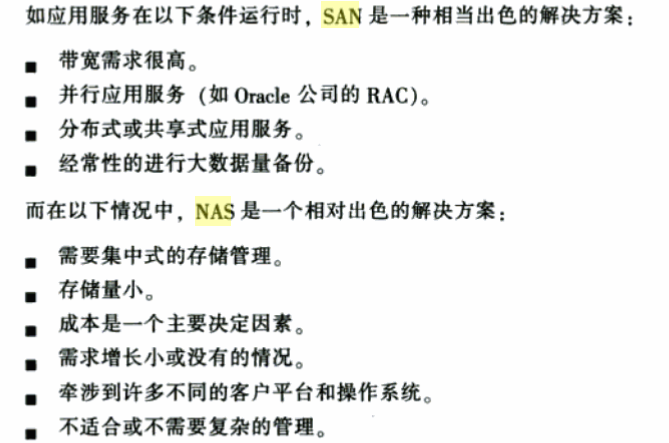 如应用服务在以下条件运行时，SAN 是一种相当出色的解决方案：
■ 带宽需求很高。
■ 并行应用服务（如 Oracle 公司的 RAC）。
■ 分布式或共享式应用服务。
■ 经常性的进行大数据量备份。
而在以下情况中，NAS 是一个相对出色的解决方案：
■ 需要集中式的存储管理。
■ 存储量小。
■ 成本是一个主要决定因素。
■ 需求增长小或没有的情况。
■ 牵涉到许多不同的客户平台和操作系统。
■ 不适合或不需要复杂的管理。